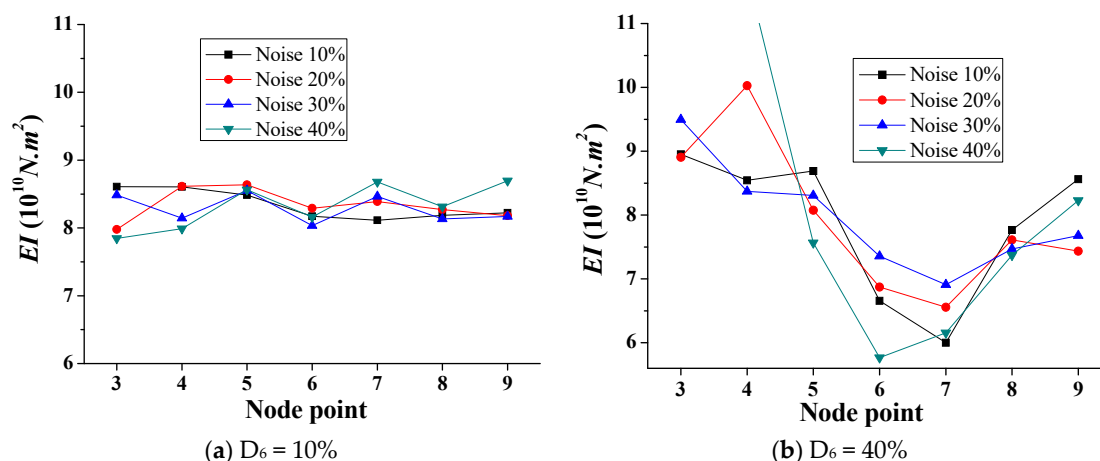 11
10
9
8
7
6
EI (10^10 N.m^2)
Noise 10%
Noise 20%
Noise 30%
Noise 40%
3 4 5 6 7 8 9
Node point
(a) D₆ = 10%
11
10
9
8
7
6
EI (10^10 N.m^2)
Noise 10%
Noise 20%
Noise 30%
Noise 40%
3 4 5 6 7 8 9
Node point
(b) D₆ = 40%